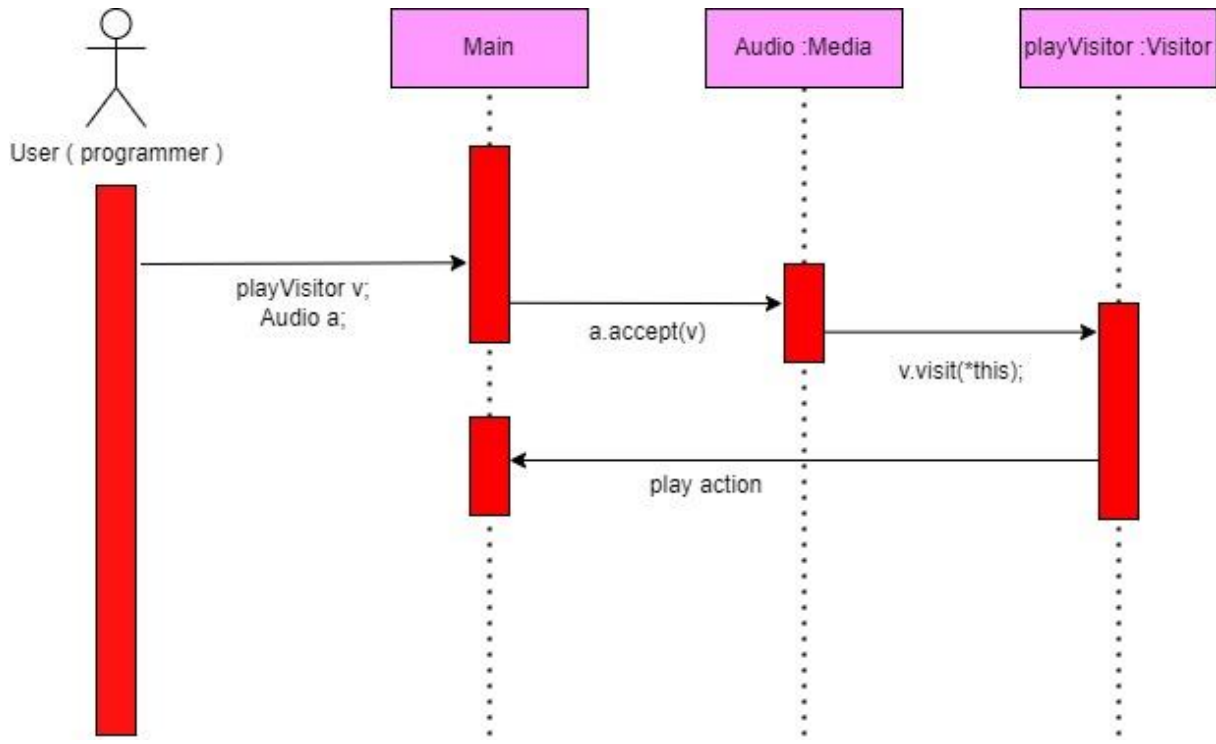 Main
Audio :Media
playVisitor :Visitor
User ( programmer )
playVisitor v;
Audio a;
a.accept(v)
v.visit(*this);
play action